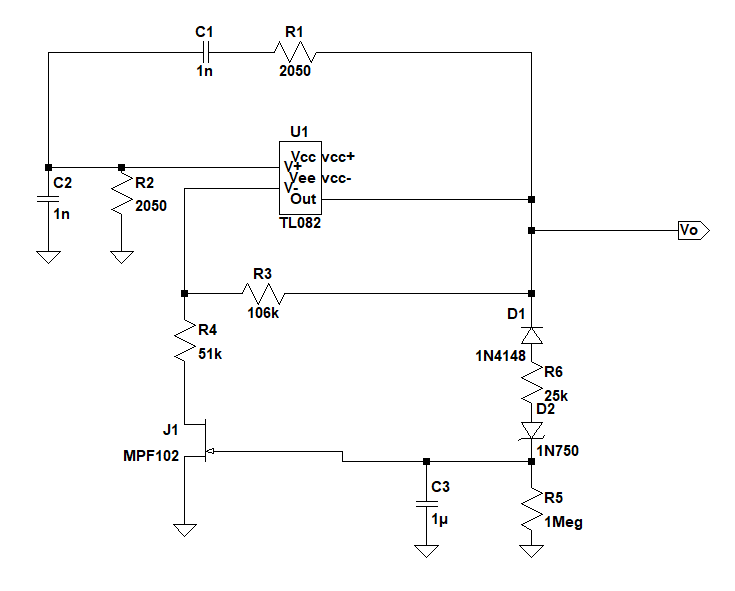 C1
1n
R1
2050
U1
Vcc vcc+
V+
Vee vcc-
V-
Out
TL082
C2
1n
R2
2050
Vo
R3
106k
R4
51k
D1
1N4148
R6
25k
D2
1N750
J1
MPF102
C3
1µ
R5
1Meg